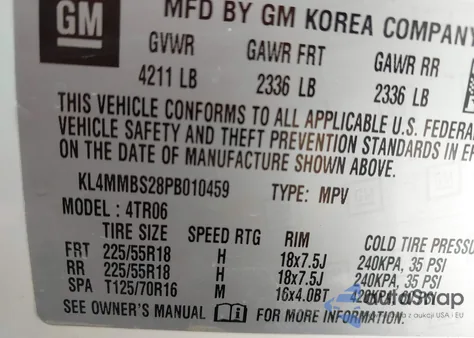 GM
MFD BY GM KOREA COMPANY
GVWR GAWR FRT GAWR RR
4211 LB 2336 LB 2336 LB
THIS VEHICLE CONFORMS TO ALL APPLICABLE U.S. FEDERA
VEHICLE SAFETY AND THEFT PREVENTION STANDARDS IN EF
ON THE DATE OF MANUFACTURE SHOWN ABOVE.
KL4MMBS28PB010459 TYPE: MPV
MODEL : 4TR06
TIRE SIZE SPEED RTG RIM COLD TIRE PRESSU
FRT 225/55R18 H 18x7.5J 240KPA, 35 PSI
RR 225/55R18 H 18x7.5J 240KPA, 35 PSI
SPA T125/70R16 M 16x4.0BT 420KPA,
SEE OWNER'S MANUAL FOR MORE INFORMATION.
autoSnap